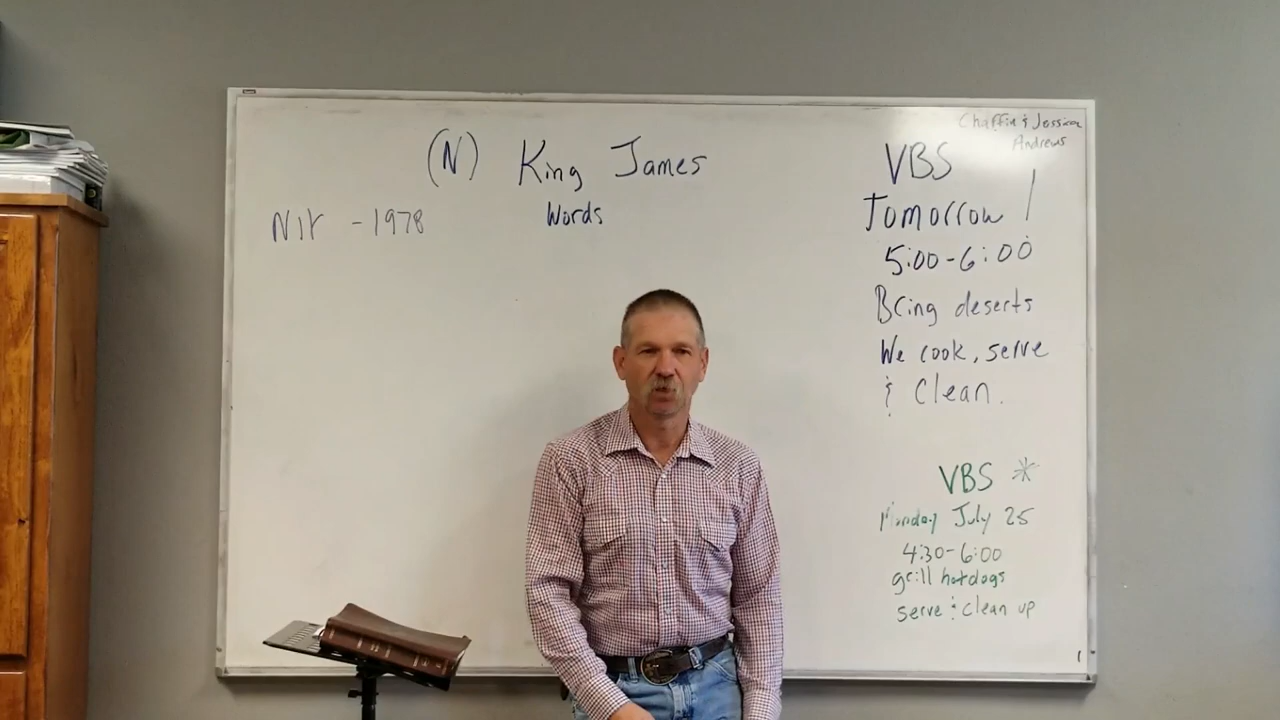 (N) King James
Words
NIV - 1978
Chaffin & Jessica
Andrews
VBS
Tomorrow!
5:00-6:00
Bring deserts
We cook, serve
& Clean.
VBS *
Monday July 25
4:30-6:00
grill hotdogs
serve & clean up